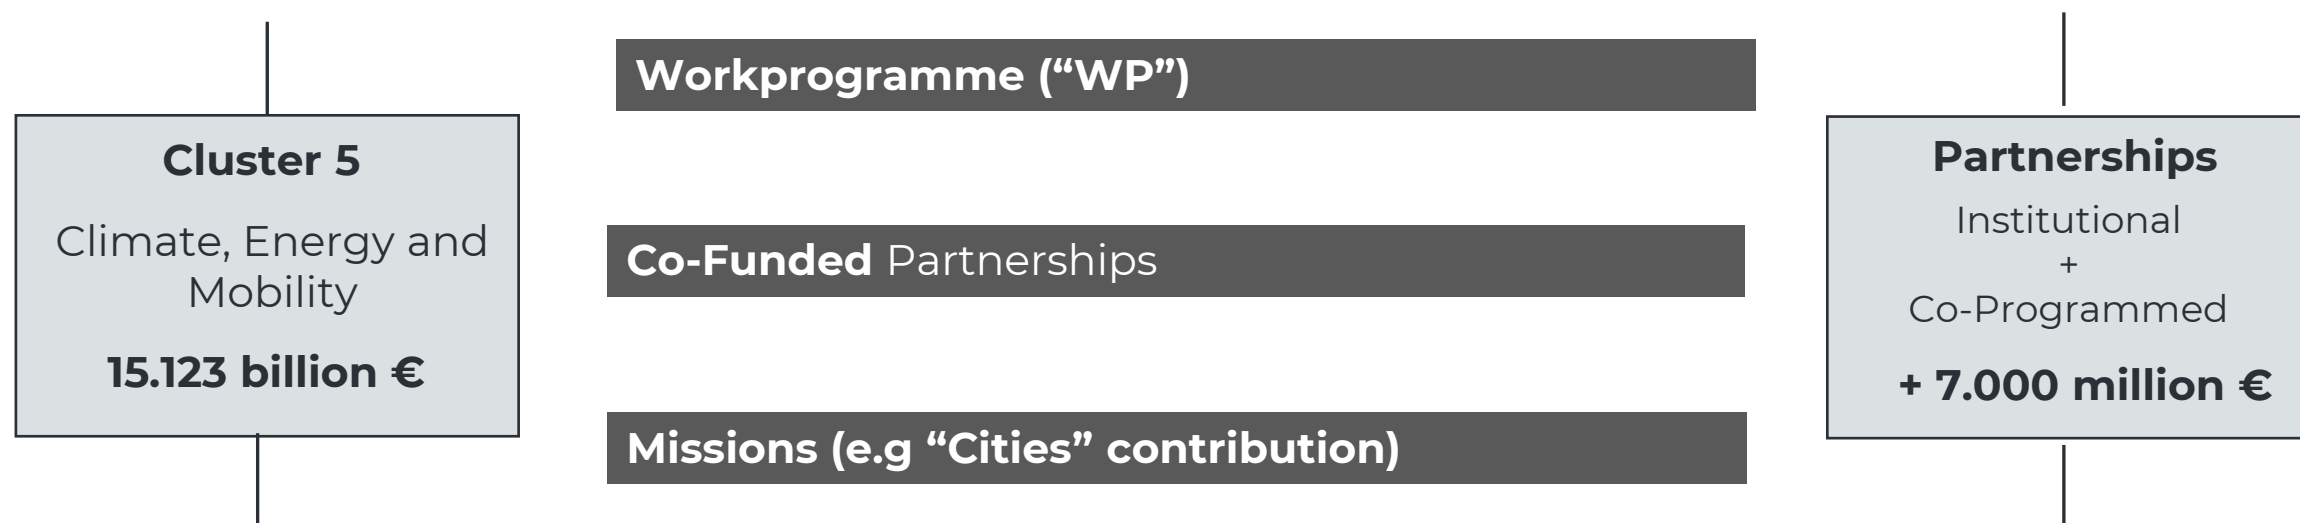 Cluster 5
Climate, Energy and
Mobility
15.123 billion €
Workprogramme (“WP”)
Co-Funded Partnerships
Missions (e.g “Cities” contribution)
Partnerships
Institutional
+
Co-Programmed
+ 7.000 million €